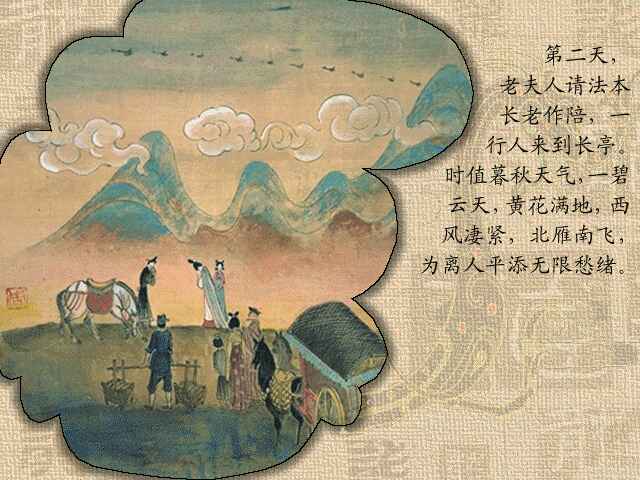 第二天，
老夫人请法本
长老作陪，一
行人来到长亭。
时值暮秋天气，一碧
云天，黄花满地，西
风凄紧，北雁南飞，
为离人平添无限愁绪。